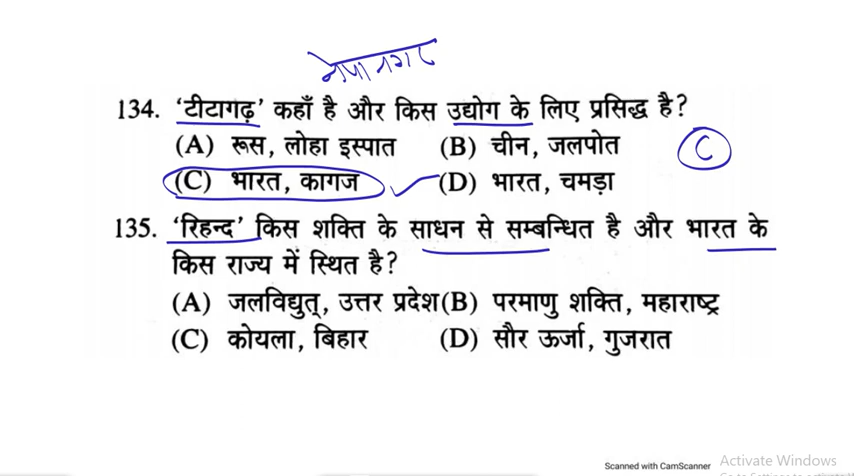 नेपा नगर
134. 'टीटागढ़' कहाँ है और किस उद्योग के लिए प्रसिद्ध है?
(A) रूस, लोहा इस्पात (B) चीन, जलपोत
C
(C) भारत, कागज (D) भारत, चमड़ा
135. 'रिहन्द' किस शक्ति के साधन से सम्बन्धित है और भारत के
किस राज्य में स्थित है?
(A) जलविद्युत्, उत्तर प्रदेश (B) परमाणु शक्ति, महाराष्ट्र
(C) कोयला, बिहार (D) सौर ऊर्जा, गुजरात
Scanned with CamScanner
Activate Windows